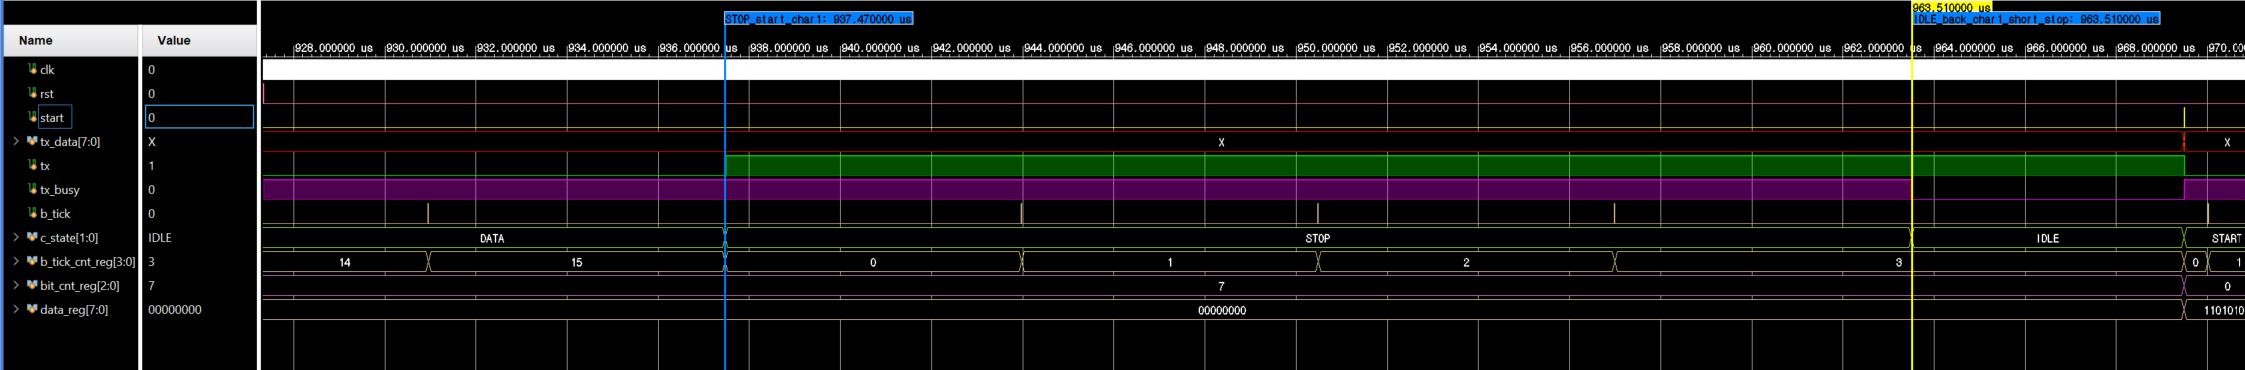 963.510000 us
STOP_start_char1: 937.470000 us IDLE_back_char1_short_stop: 963.510000 us
Name Value
928.000000 us 930.000000 us 932.000000 us 934.000000 us 936.000000 us 938.000000 us 940.000000 us 942.000000 us 944.000000 us 946.000000 us 948.000000 us 950.000000 us 952.000000 us 954.000000 us 956.000000 us 958.000000 us 960.000000 us 962.000000 us 964.000000 us 966.000000 us 968.000000 us 970.00
clk 0
rst 0
start 0
tx_data[7:0] X X X
tx 1
tx_busy 0
b_tick 0
c_state[1:0] IDLE DATA STOP IDLE START
b_tick_cnt_reg[3:0] 3 14 15 0 1 2 3 0 1
bit_cnt_reg[2:0] 7 7 0
data_reg[7:0] 00000000 00000000 1101010